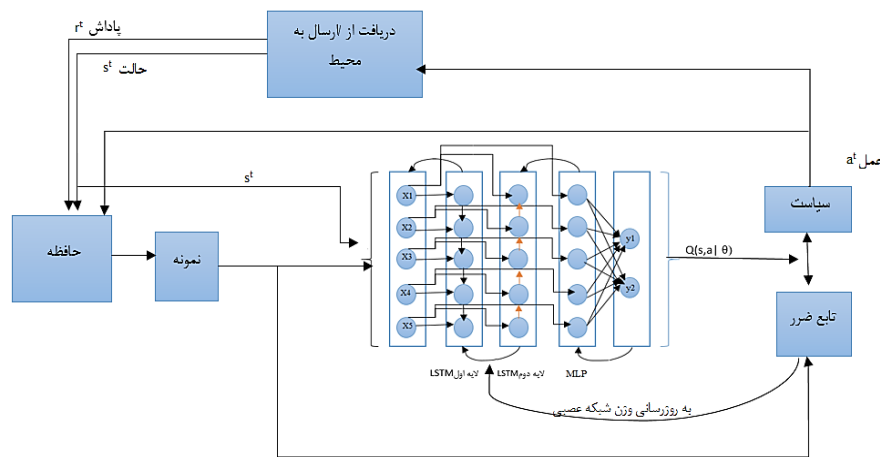 پاداش rᵗ
دریافت از /ارسال به
محیط
حالت sᵗ
عمل aᵗ
sᵗ
حافظه
نمونه
X1
X2
X3
X4
X5
y1
y2
Q(s,a| θ)
سیاست
تابع ضرر
لایه اول LSTM
لایه دوم LSTM
MLP
به روزرسانی وزن شبکه عصبی